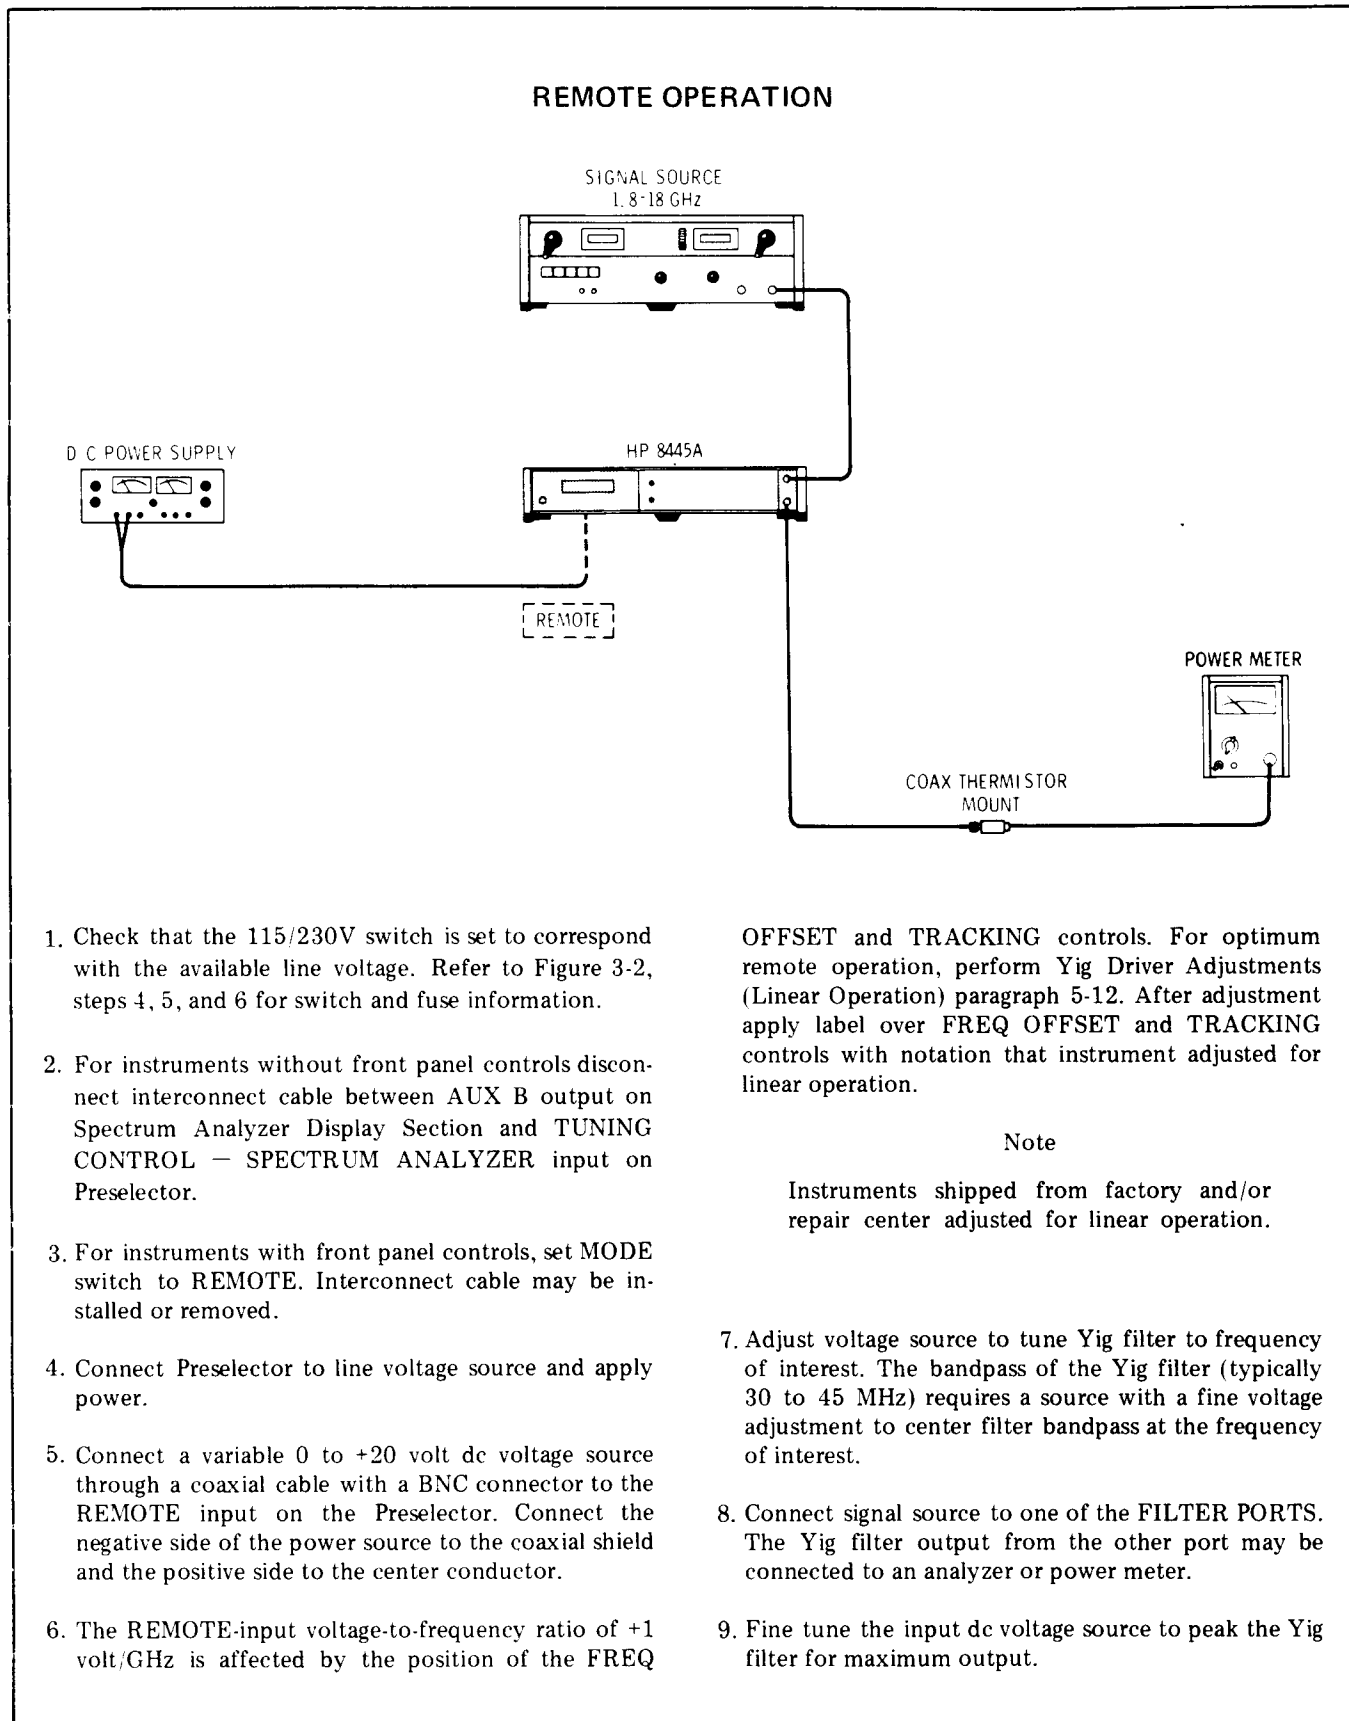 REMOTE OPERATION
SIGNAL SOURCE
1.8-18 GHz
D C POWER SUPPLY
HP 8445A
REMOTE
POWER METER
COAX THERMISTOR
MOUNT
1. Check that the 115/230V switch is set to correspond
with the available line voltage. Refer to Figure 3-2,
steps 4, 5, and 6 for switch and fuse information.
2. For instruments without front panel controls discon-
nect interconnect cable between AUX B output on
Spectrum Analyzer Display Section and TUNING
CONTROL — SPECTRUM ANALYZER input on
Preselector.
3. For instruments with front panel controls, set MODE
switch to REMOTE. Interconnect cable may be in-
stalled or removed.
4. Connect Preselector to line voltage source and apply
power.
5. Connect a variable 0 to +20 volt dc voltage source
through a coaxial cable with a BNC connector to the
REMOTE input on the Preselector. Connect the
negative side of the power source to the coaxial shield
and the positive side to the center conductor.
6. The REMOTE-input voltage-to-frequency ratio of +1
volt/GHz is affected by the position of the FREQ
OFFSET and TRACKING controls. For optimum
remote operation, perform Yig Driver Adjustments
(Linear Operation) paragraph 5-12. After adjustment
apply label over FREQ OFFSET and TRACKING
controls with notation that instrument adjusted for
linear operation.
Note
Instruments shipped from factory and/or
repair center adjusted for linear operation.
7. Adjust voltage source to tune Yig filter to frequency
of interest. The bandpass of the Yig filter (typically
30 to 45 MHz) requires a source with a fine voltage
adjustment to center filter bandpass at the frequency
of interest.
8. Connect signal source to one of the FILTER PORTS.
The Yig filter output from the other port may be
connected to an analyzer or power meter.
9. Fine tune the input dc voltage source to peak the Yig
filter for maximum output.